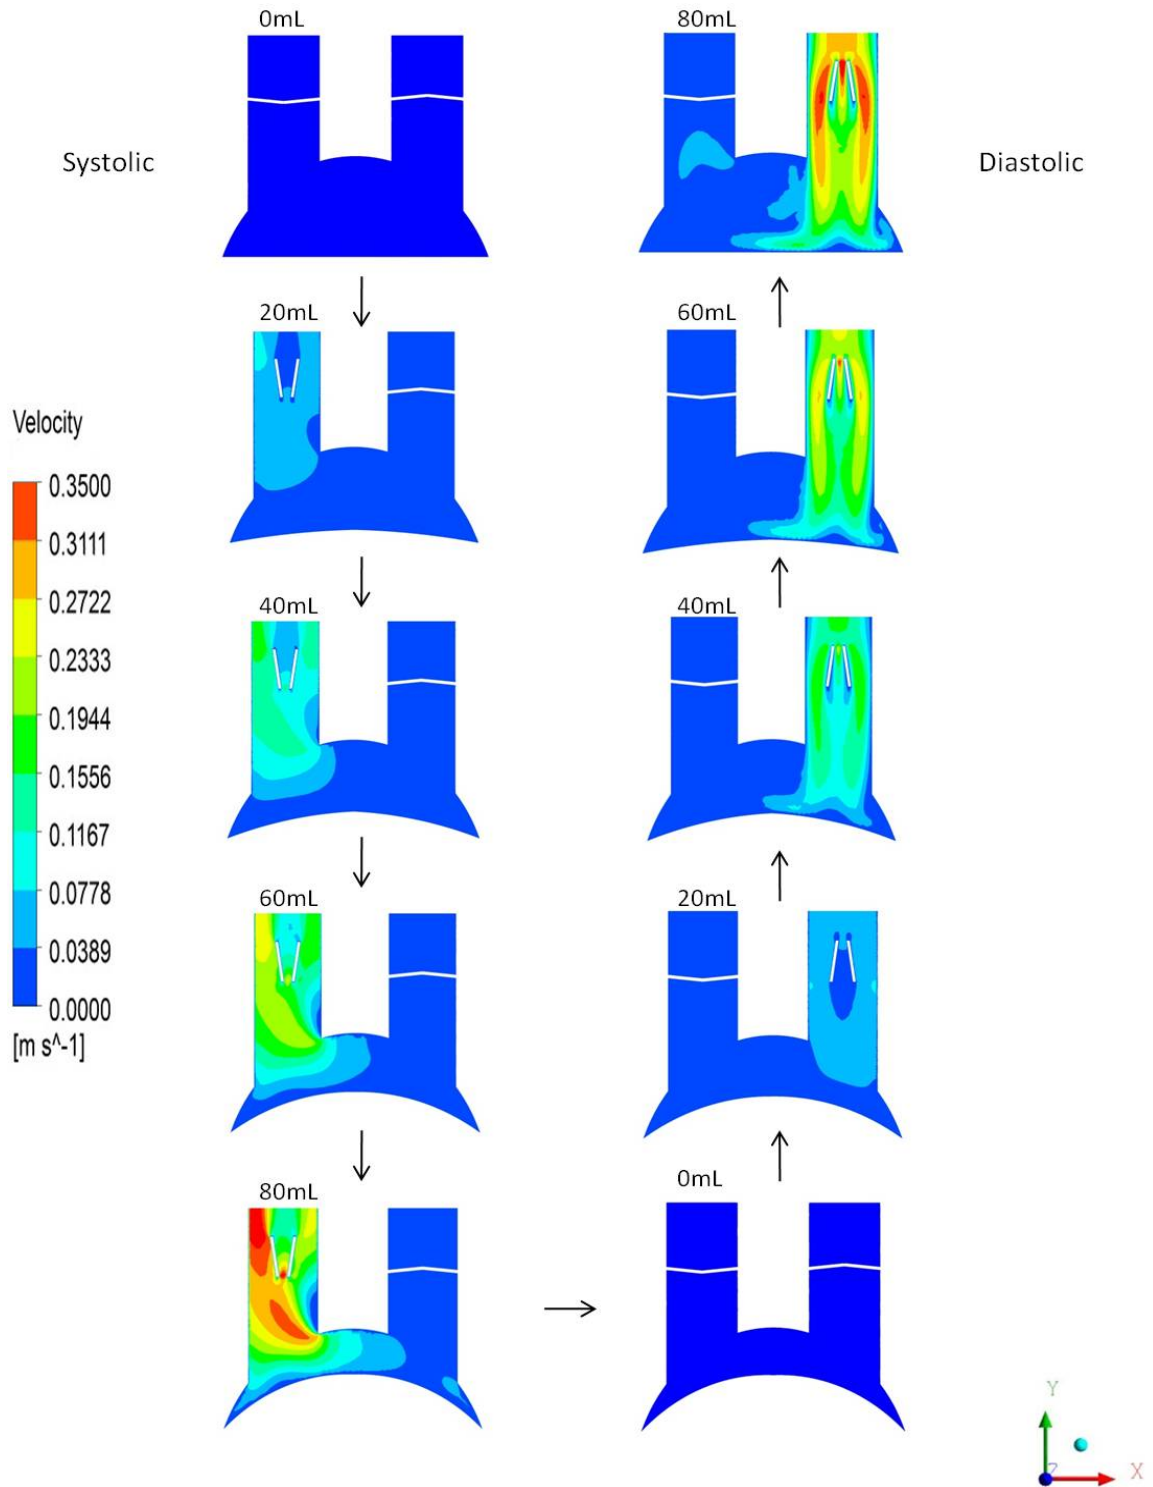 0mL
80mL
Systolic
Diastolic
20mL
60mL
Velocity
0.3500
0.3111
0.2722
0.2333
0.1944
0.1556
0.1167
0.0778
0.0389
0.0000
[m s^-1]
40mL
40mL
60mL
20mL
80mL
0mL
Y
Z
X